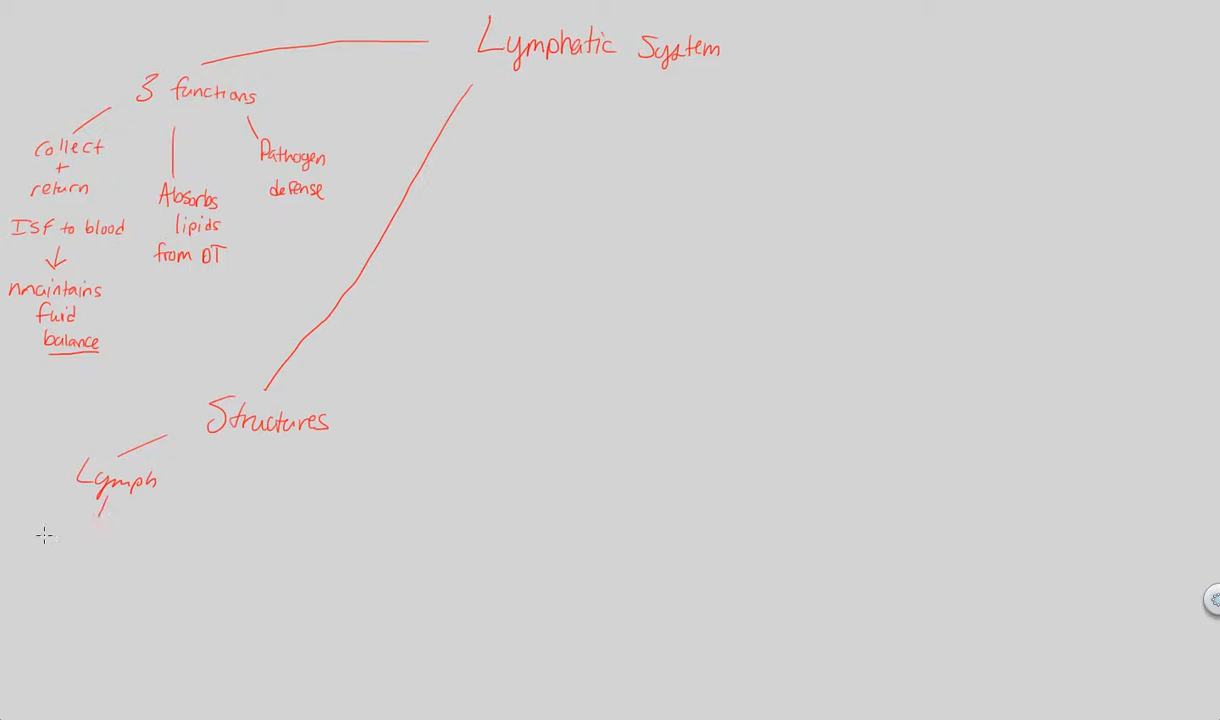 Lymphatic System
3 functions
Collect
+
return
ISF to blood
↓
maintains
fluid
balance
Absorbs
lipids
from DT
Pathogen
defense
Structures
Lymph